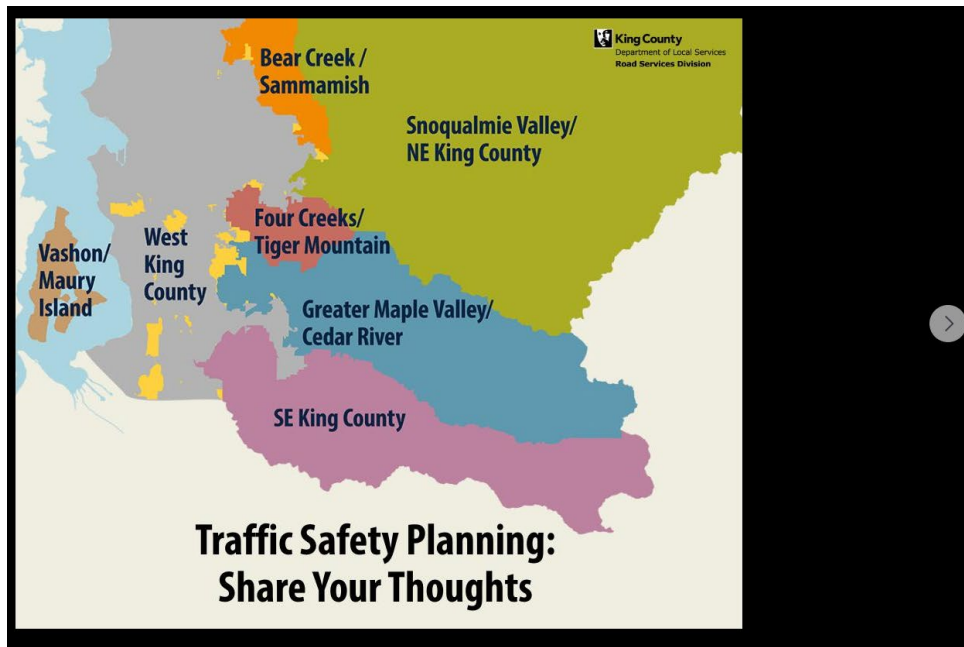 King County
Department of Local Services
Road Services Division
Bear Creek /
Sammamish
Snoqualmie Valley/
NE King County
Four Creeks/
Tiger Mountain
West
King
County
Vashon/
Maury
Island
Greater Maple Valley/
Cedar River
SE King County
Traffic Safety Planning:
Share Your Thoughts